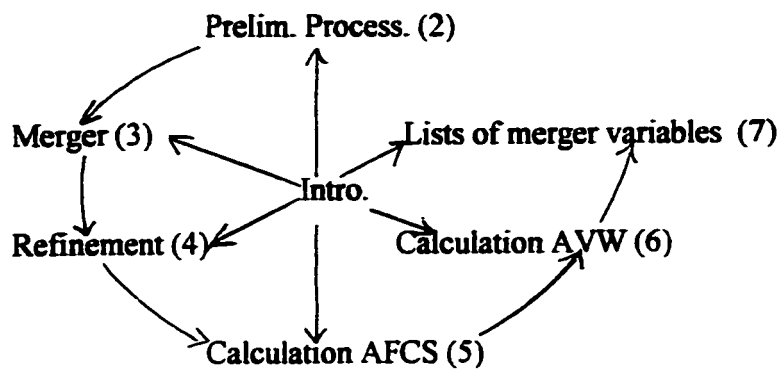 Prelim. Process. (2)
Merger (3)
Lists of merger variables (7)
Intro.
Refinement (4)
Calculation AVW (6)
Calculation AFCS (5)